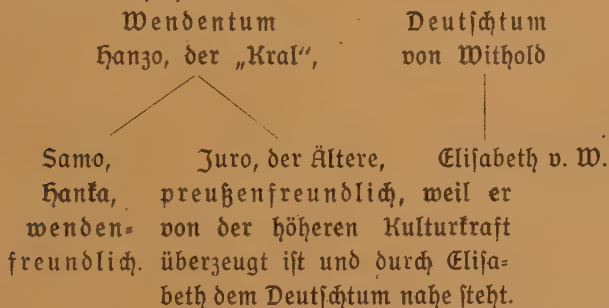 Wendentum Deutschtum
Hanzo, der „Kral“, von Withold
Samo, Juro, der Ältere, Elisabeth v. W.
Hanka, preußenfreundlich, weil er
wenden= von der höheren Kulturkraft
freundlich. überzeugt ist und durch Elisa=
beth dem Deutschtum nahe steht.